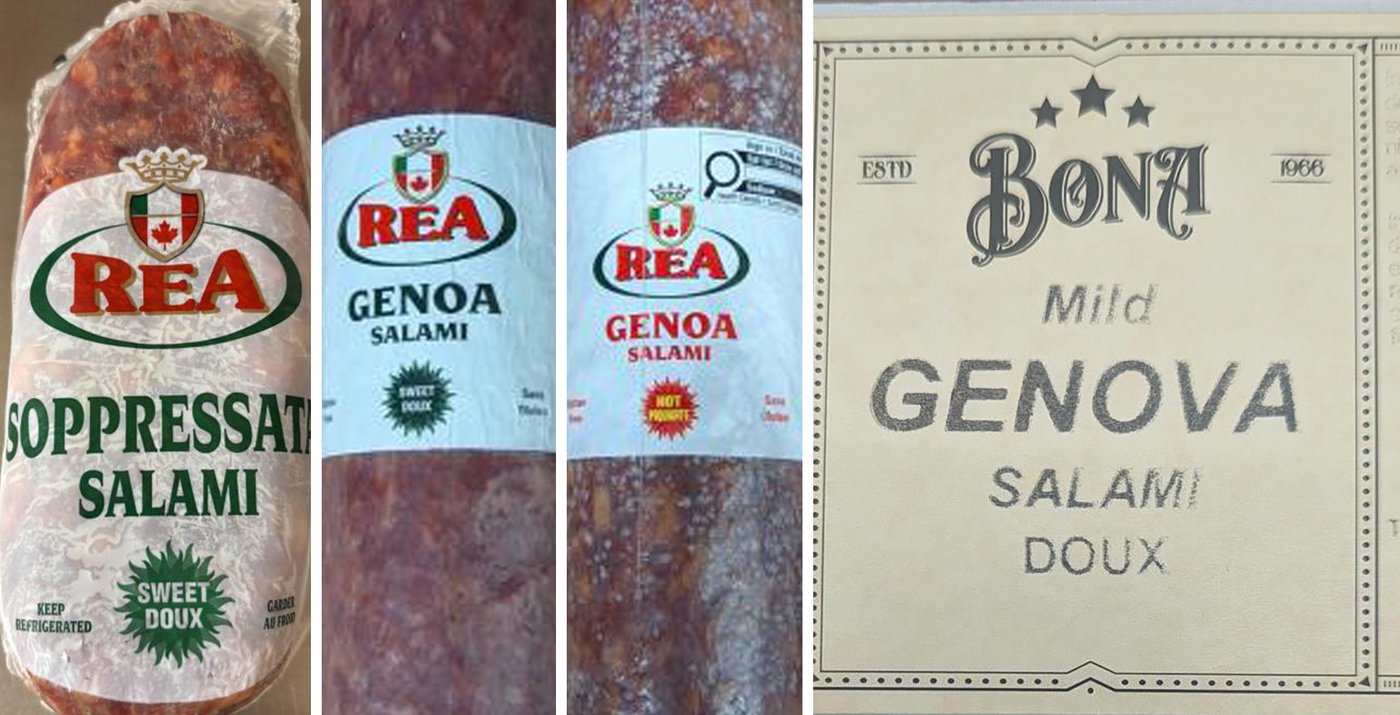 REA
SOPPRESSATA
SALAMI
SWEET
DOUX
KEEP
REFRIGERATED
GARDER
AU FROID
REA
GENOA
SALAMI
SWEET
DOUX
REA
GENOA
SALAMI
HOT
PIQUANTE
ESTD
BONA
1966
Mild
GENOVA
SALAMI
DOUX